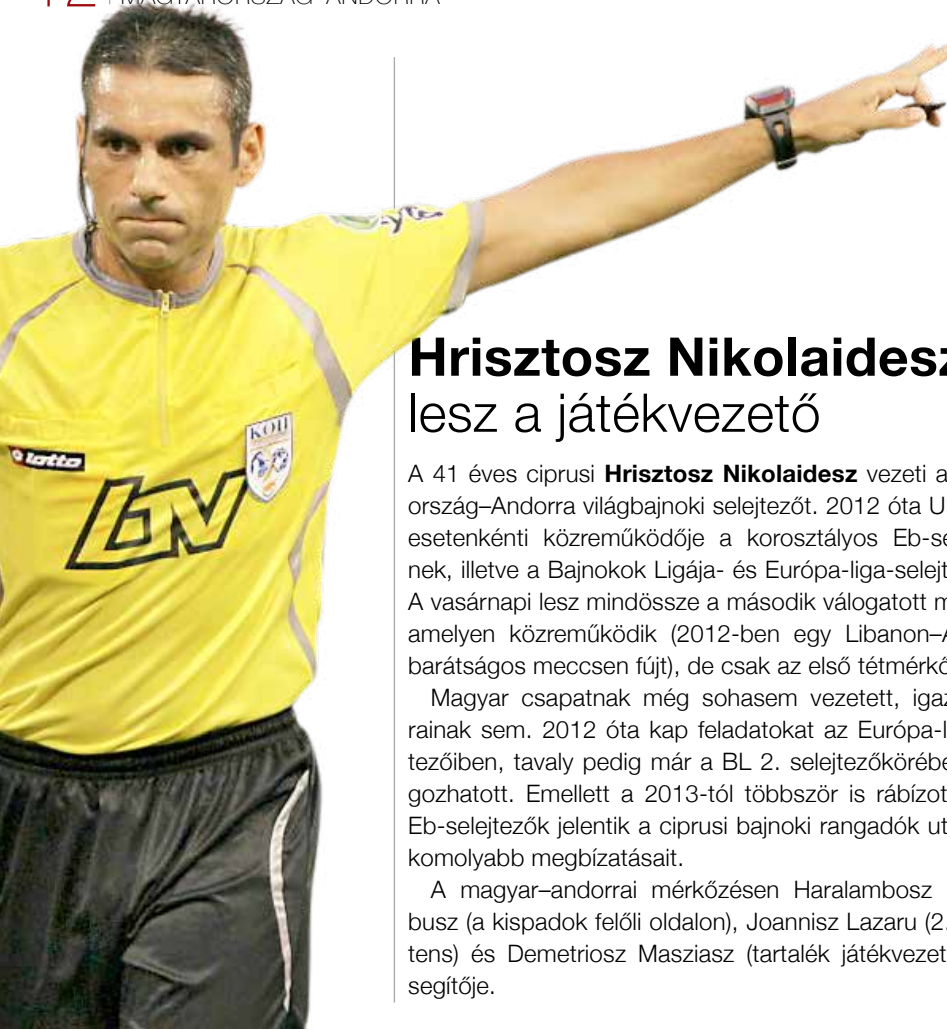 MAGYARORSZÁG–ANDORRA
Hrisztosz Nikolaidesz
lesz a játékvezető
A 41 éves ciprusi Hrisztosz Nikolaidesz vezeti a
ország–Andorra világbajnoki selejtezőt. 2012 óta U
esetenkénti közreműködője a korosztályos Eb-se
nek, illetve a Bajnokok Ligája- és Európa-liga-selejt
A vasárnapi lesz mindössze a második válogatott m
amelyen közreműködik (2012-ben egy Libanon–A
barátságos meccsen fújt), de csak az első tétmérkő
Magyar csapatnak még sohasem vezetett, igaz
rainak sem. 2012 óta kap feladatokat az Európa-l
tezőiben, tavaly pedig már a BL 2. selejtezőkörébe
gozhatott. Emellett a 2013-tól többször is rábízot
Eb-selejtezők jelentik a ciprusi bajnoki rangadók ut
komolyabb megbízatásait.
A magyar–andorrai mérkőzésen Haralambosz
busz (a kispadok felőli oldalon), Joannisz Lazaru (2.
tens) és Demetriosz Masziasz (tartalék játékvezet
segítője.
lotto
ΚΟΠ
LTV